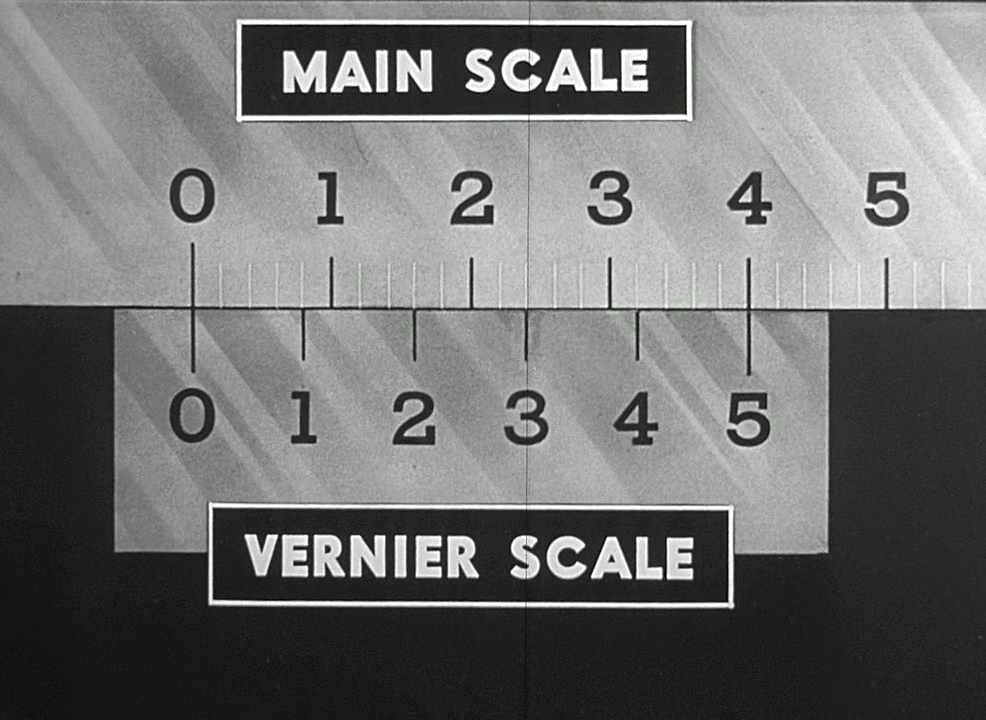 MAIN SCALE
0 1 2 3 4 5
0 1 2 3 4 5
VERNIER SCALE